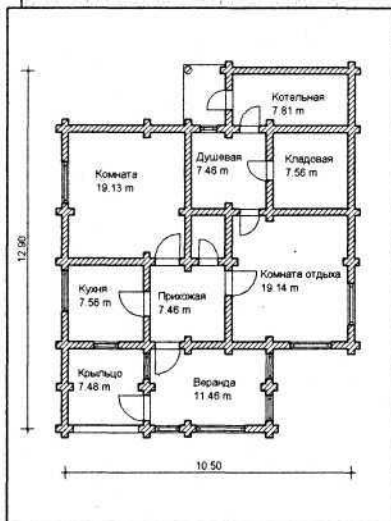 Котельная
7.81 m
Душевая
7.46 m
Кладовая
7.56 m
Комната
19.13 m
Комната отдыха
19.14 m
Кухня
7.56 m
Прихожая
7.46 m
Крыльцо
7.48 m
Веранда
11.46 m
12.90
10.50